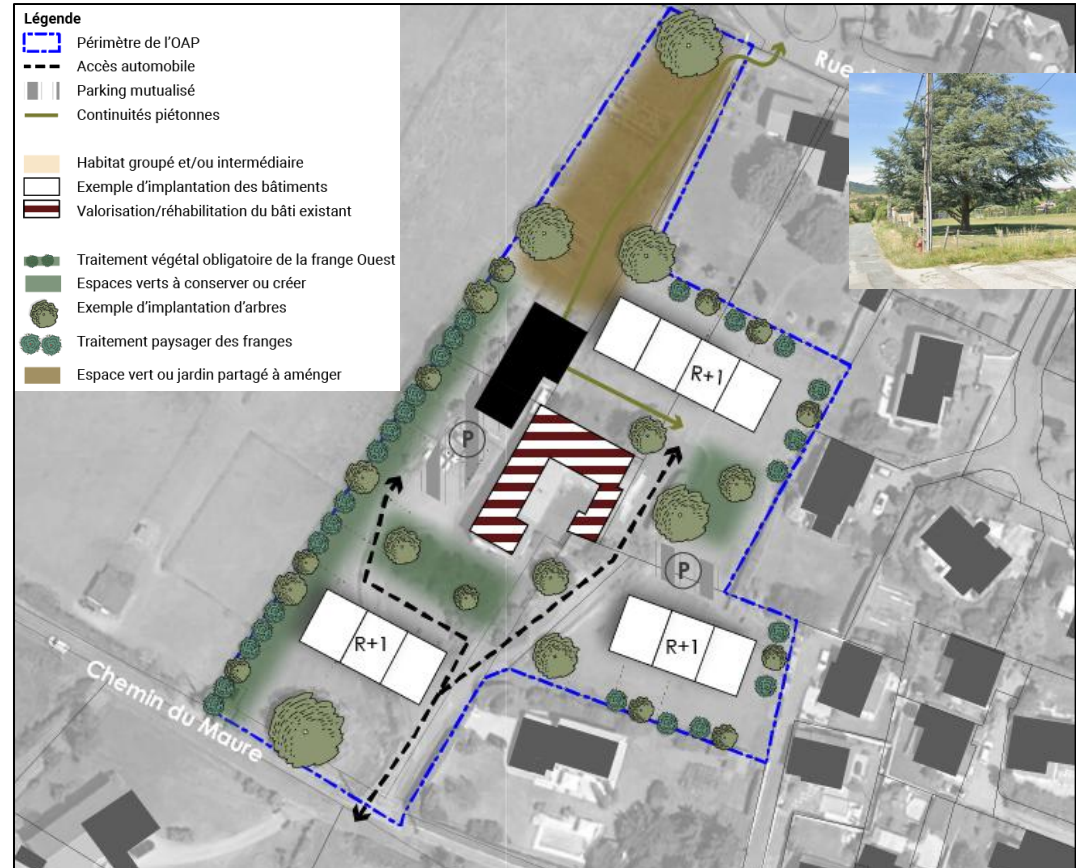 Légende
Périmètre de l'OAP
Accès automobile
Parking mutualisé
Continuités piétonnes
Habitat groupé et/ou intermédiaire
Exemple d'implantation des bâtiments
Valorisation/réhabilitation du bâti existant
Traitement végétal obligatoire de la frange Ouest
Espaces verts à conserver ou créer
Exemple d'implantation d'arbres
Traitement paysager des franges
Espace vert ou jardin partagé à aménger
Rue
R+1
P
P
R+1
R+1
Chemin du Maure